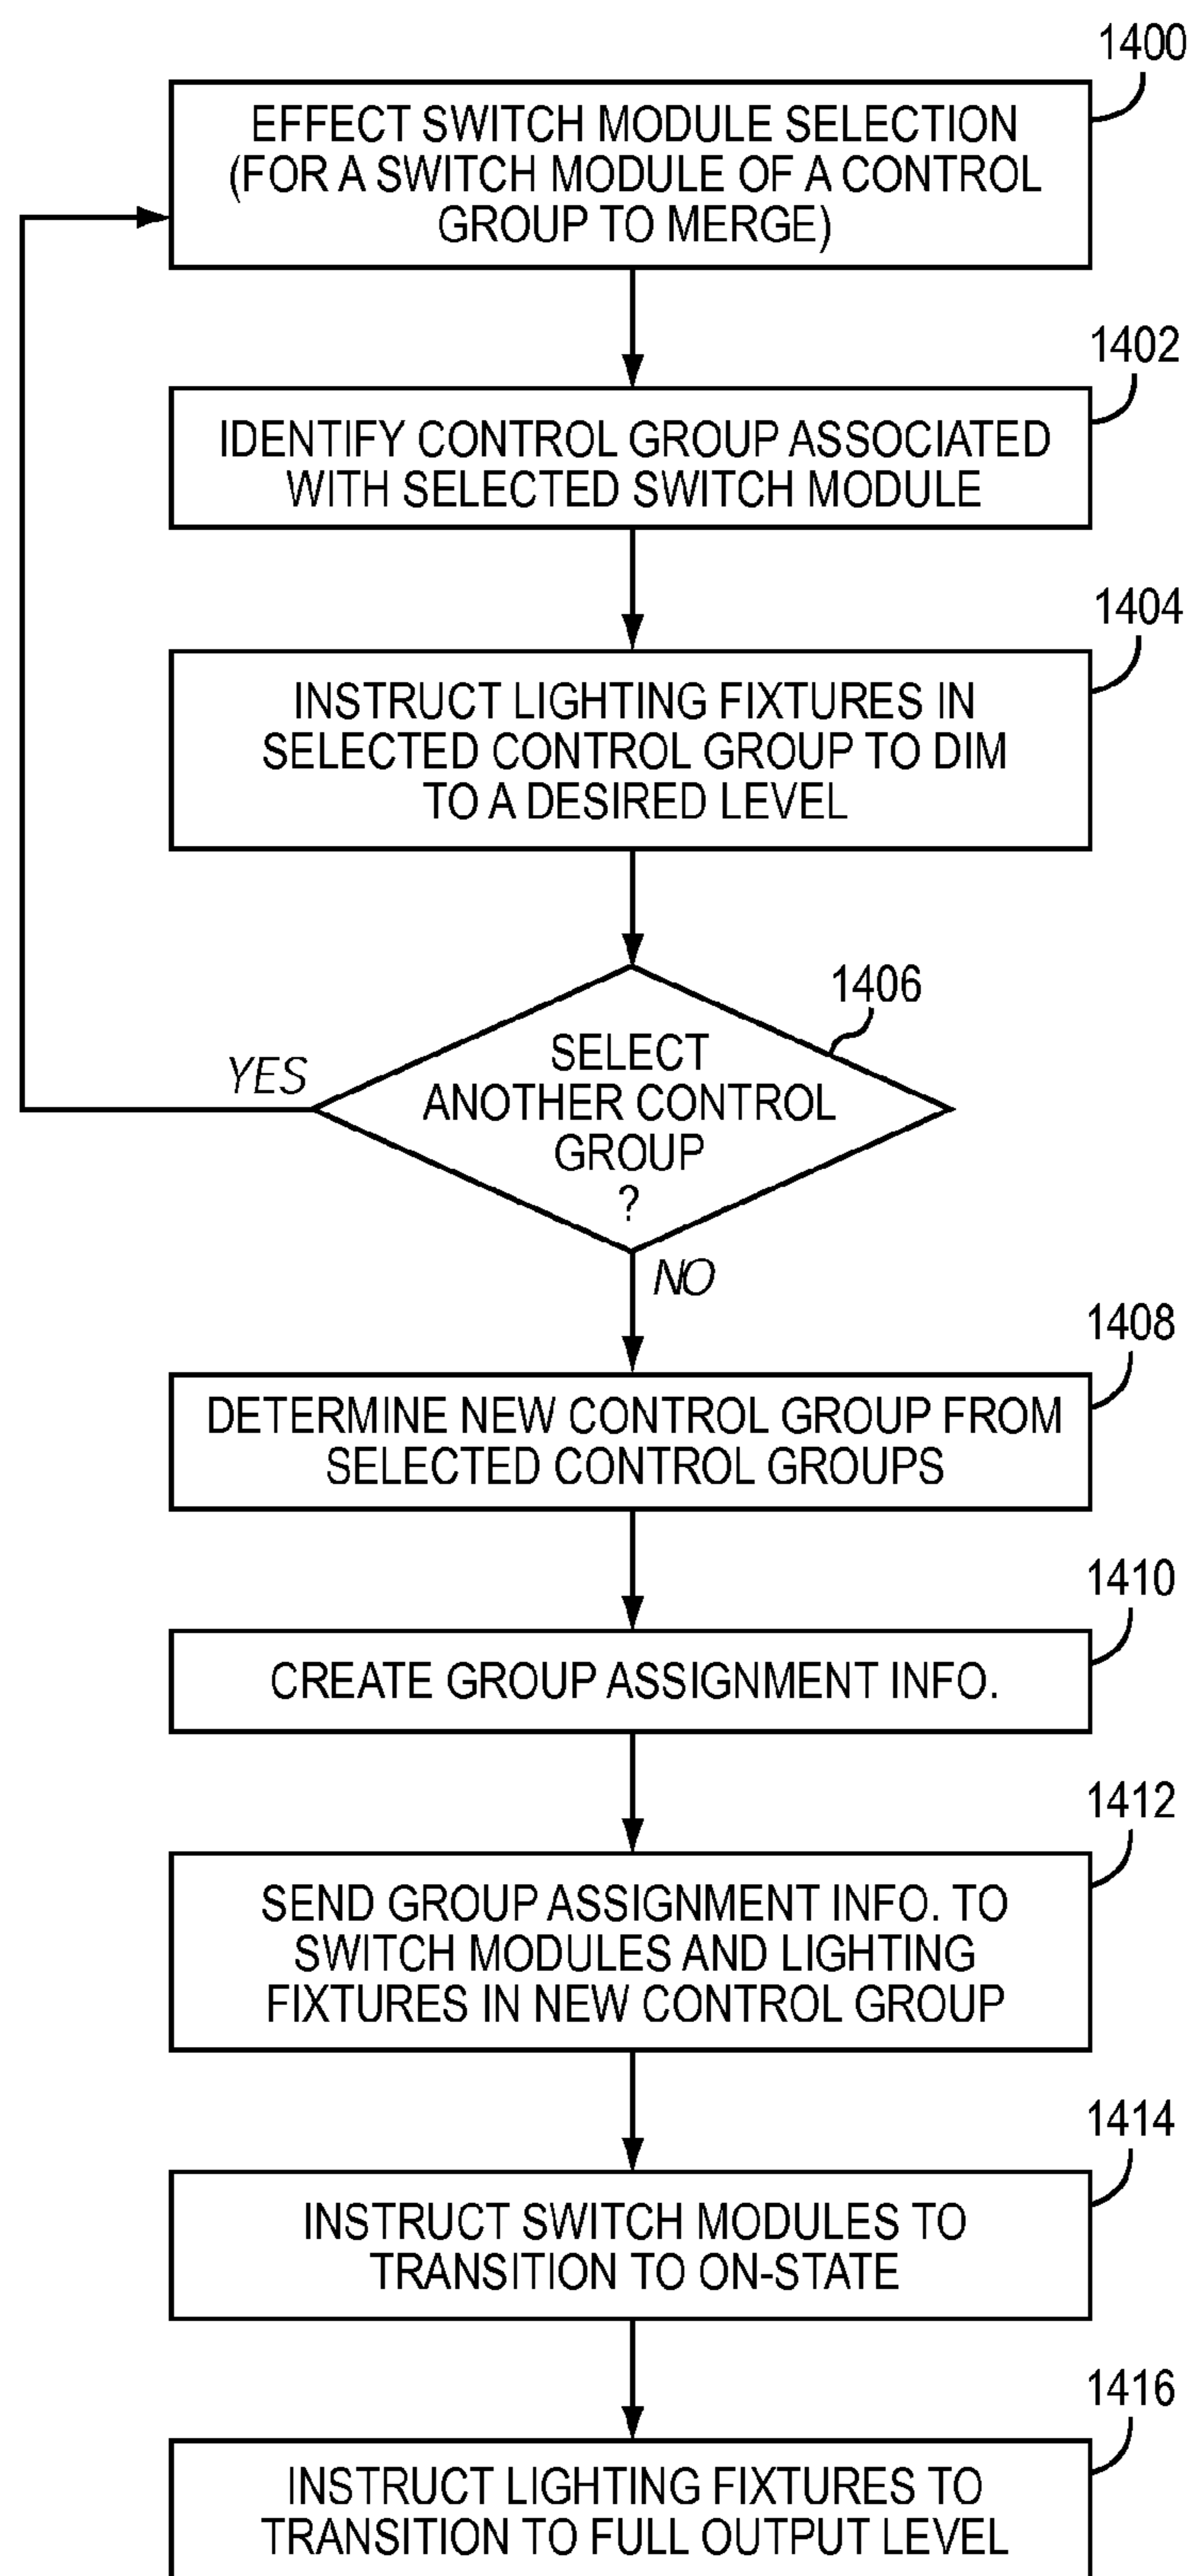 1400
EFFECT SWITCH MODULE SELECTION
(FOR A SWITCH MODULE OF A CONTROL
GROUP TO MERGE)
1402
IDENTIFY CONTROL GROUP ASSOCIATED
WITH SELECTED SWITCH MODULE
1404
INSTRUCT LIGHTING FIXTURES IN
SELECTED CONTROL GROUP TO DIM
TO A DESIRED LEVEL
1406
SELECT
ANOTHER CONTROL
GROUP
?
YES
NO
1408
DETERMINE NEW CONTROL GROUP FROM
SELECTED CONTROL GROUPS
1410
CREATE GROUP ASSIGNMENT INFO.
1412
SEND GROUP ASSIGNMENT INFO. TO
SWITCH MODULES AND LIGHTING
FIXTURES IN NEW CONTROL GROUP
1414
INSTRUCT SWITCH MODULES TO
TRANSITION TO ON-STATE
1416
INSTRUCT LIGHTING FIXTURES TO
TRANSITION TO FULL OUTPUT LEVEL